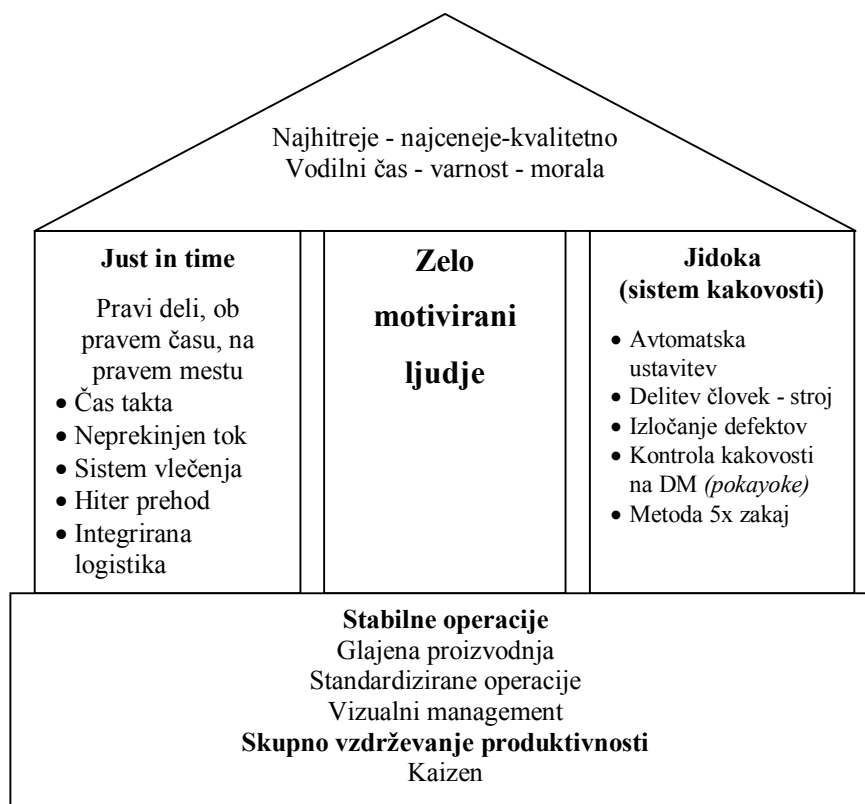 Najhitreje - najceneje-kvalitetno
Vodilni čas - varnost - morala
Just in time
Pravi deli, ob
pravem času, na
pravem mestu
• Čas takta
• Neprekinjen tok
• Sistem vlečenja
• Hiter prehod
• Integrirana
logistika
Zelo
motivirani
ljudje
Jidoka
(sistem kakovosti)
• Avtomatska
ustavitev
• Delitev človek - stroj
• Izločanje defektov
• Kontrola kakovosti
na DM (pokayoke)
• Metoda 5x zakaj
Stabilne operacije
Glajena proizvodnja
Standardizirane operacije
Vizualni management
Skupno vzdrževanje produktivnosti
Kaizen